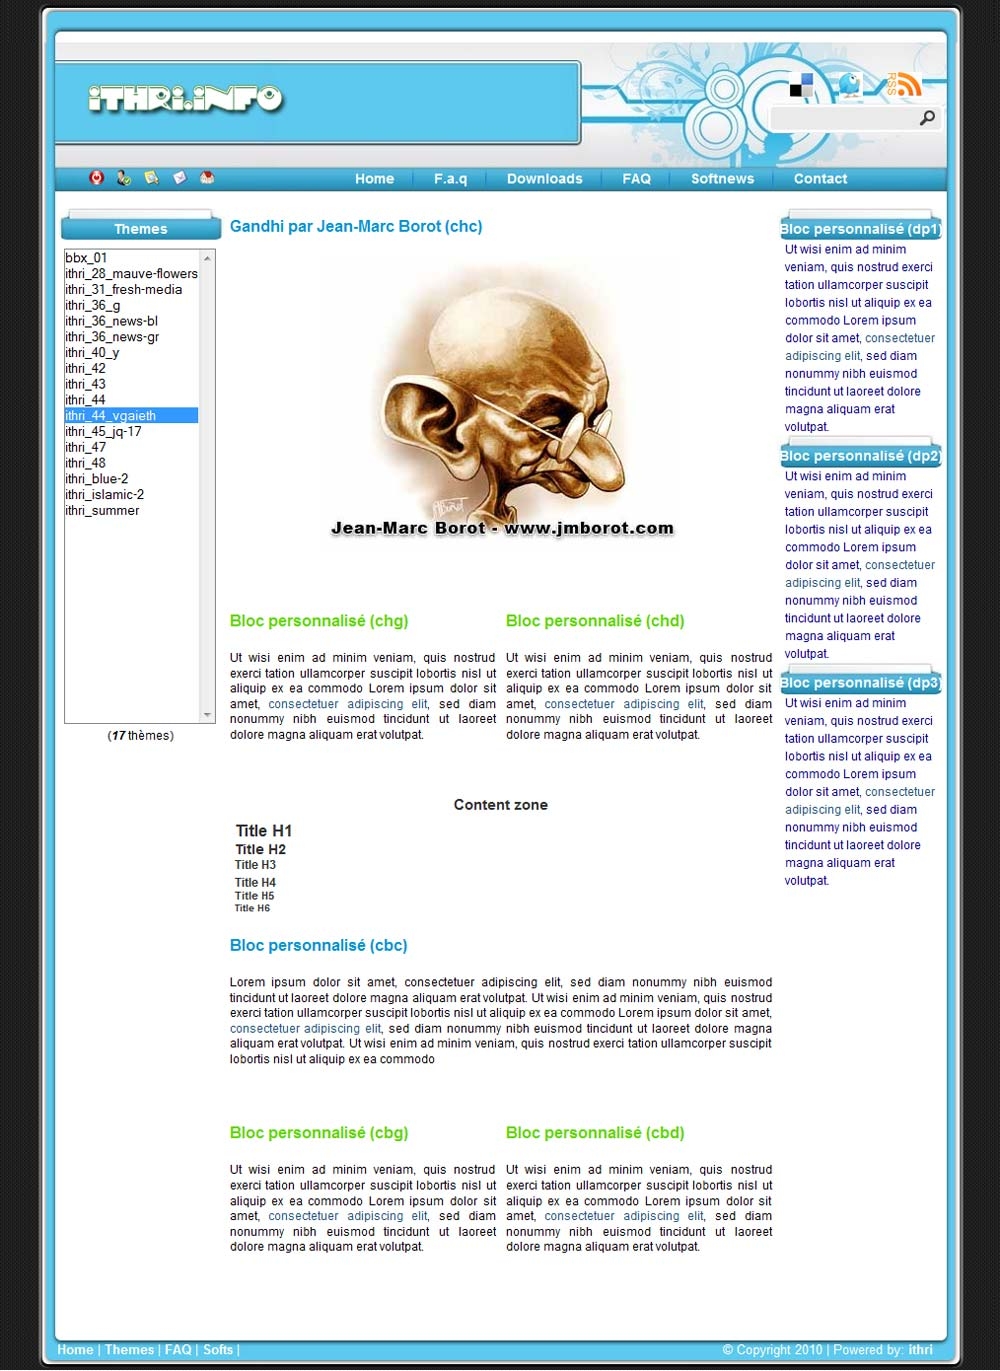 iTHRi.iNFO
RSS
Home F.a.q Downloads FAQ Softnews Contact
Themes
bbx_01
ithri_28_mauve-flowers
ithri_31_fresh-media
ithri_36_g
ithri_36_news-bl
ithri_36_news-gr
ithri_40_y
ithri_42
ithri_43
ithri_44
ithri_44_vgaieth
ithri_45_jq-17
ithri_47
ithri_48
ithri_blue-2
ithri_islamic-2
ithri_summer
(17 thèmes)
Gandhi par Jean-Marc Borot (chc)
Jean-Marc Borot - www.jmborot.com
Bloc personnalisé (chg)
Ut wisi enim ad minim veniam, quis nostrud
exerci tation ullamcorper suscipit lobortis nisl ut
aliquip ex ea commodo Lorem ipsum dolor sit
amet, consectetuer adipiscing elit, sed diam
nonummy nibh euismod tincidunt ut laoreet
dolore magna aliquam erat volutpat.
Bloc personnalisé (chd)
Ut wisi enim ad minim veniam, quis nostrud
exerci tation ullamcorper suscipit lobortis nisl ut
aliquip ex ea commodo Lorem ipsum dolor sit
amet, consectetuer adipiscing elit, sed diam
nonummy nibh euismod tincidunt ut laoreet
dolore magna aliquam erat volutpat.
Content zone
Title H1
Title H2
Title H3
Title H4
Title H5
Title H6
Bloc personnalisé (cbc)
Lorem ipsum dolor sit amet, consectetuer adipiscing elit, sed diam nonummy nibh euismod
tincidunt ut laoreet dolore magna aliquam erat volutpat. Ut wisi enim ad minim veniam, quis nostrud
exerci tation ullamcorper suscipit lobortis nisl ut aliquip ex ea commodo Lorem ipsum dolor sit amet,
consectetuer adipiscing elit, sed diam nonummy nibh euismod tincidunt ut laoreet dolore magna
aliquam erat volutpat. Ut wisi enim ad minim veniam, quis nostrud exerci tation ullamcorper suscipit
lobortis nisl ut aliquip ex ea commodo
Bloc personnalisé (cbg)
Ut wisi enim ad minim veniam, quis nostrud
exerci tation ullamcorper suscipit lobortis nisl ut
aliquip ex ea commodo Lorem ipsum dolor sit
amet, consectetuer adipiscing elit, sed diam
nonummy nibh euismod tincidunt ut laoreet
dolore magna aliquam erat volutpat.
Bloc personnalisé (cbd)
Ut wisi enim ad minim veniam, quis nostrud
exerci tation ullamcorper suscipit lobortis nisl ut
aliquip ex ea commodo Lorem ipsum dolor sit
amet, consectetuer adipiscing elit, sed diam
nonummy nibh euismod tincidunt ut laoreet
dolore magna aliquam erat volutpat.
Bloc personnalisé (dp1)
Ut wisi enim ad minim
veniam, quis nostrud exerci
tation ullamcorper suscipit
lobortis nisl ut aliquip ex ea
commodo Lorem ipsum
dolor sit amet, consectetuer
adipiscing elit, sed diam
nonummy nibh euismod
tincidunt ut laoreet dolore
magna aliquam erat
volutpat.
Bloc personnalisé (dp2)
Ut wisi enim ad minim
veniam, quis nostrud exerci
tation ullamcorper suscipit
lobortis nisl ut aliquip ex ea
commodo Lorem ipsum
dolor sit amet, consectetuer
adipiscing elit, sed diam
nonummy nibh euismod
tincidunt ut laoreet dolore
magna aliquam erat
volutpat.
Bloc personnalisé (dp3)
Ut wisi enim ad minim
veniam, quis nostrud exerci
tation ullamcorper suscipit
lobortis nisl ut aliquip ex ea
commodo Lorem ipsum
dolor sit amet, consectetuer
adipiscing elit, sed diam
nonummy nibh euismod
tincidunt ut laoreet dolore
magna aliquam erat
volutpat.
Home | Themes | FAQ | Softs |
© Copyright 2010 | Powered by: ithri